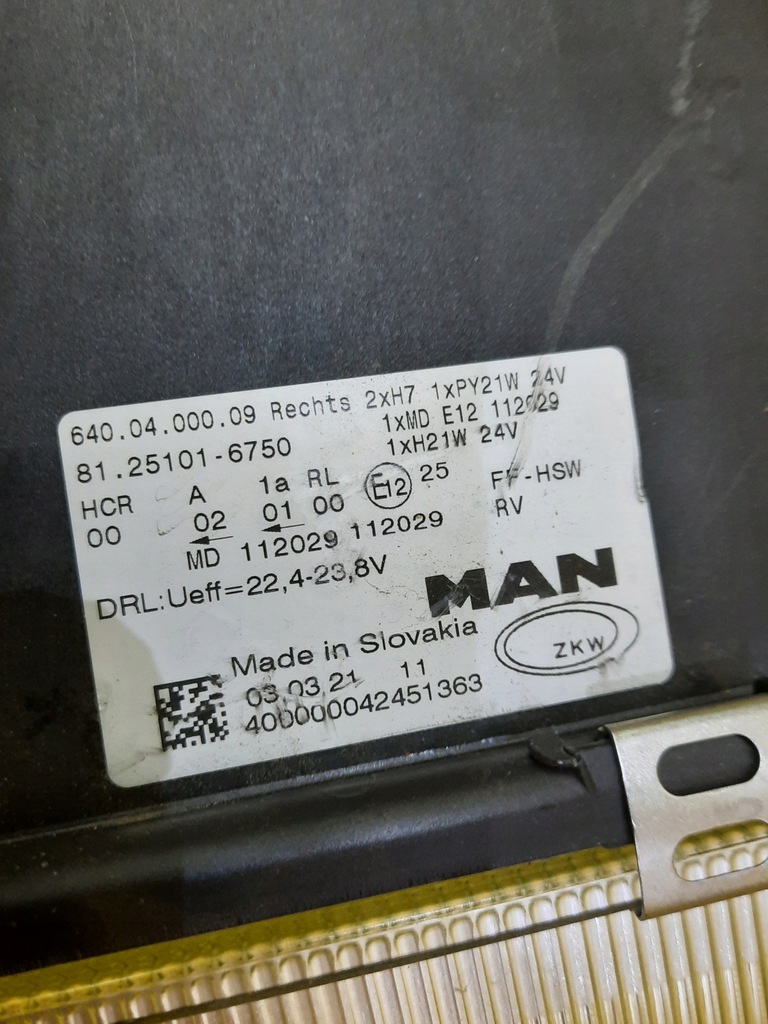 640.04.000.09 Rechts 2xH7 1xPY21W 24V
81.25101-6750 1xMD E12 112029
1xH21W 24V
HCR A 1a RL E12 25 FF-HSW
00 02 01 00 RV
← ←
MD 112029 112029
DRL:Ueff=22,4-23,8V
MAN
Made in Slovakia
ZKW
03.03.21 11
400000042451363